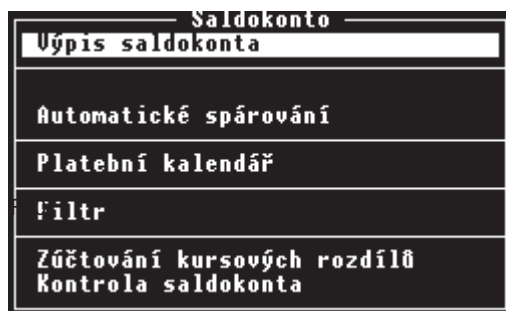 Saldokonto
Výpis saldokonta
Automatické spárování
Platební kalendář
Filtr
Zúčtování kursových rozdílů
Kontrola saldokonta